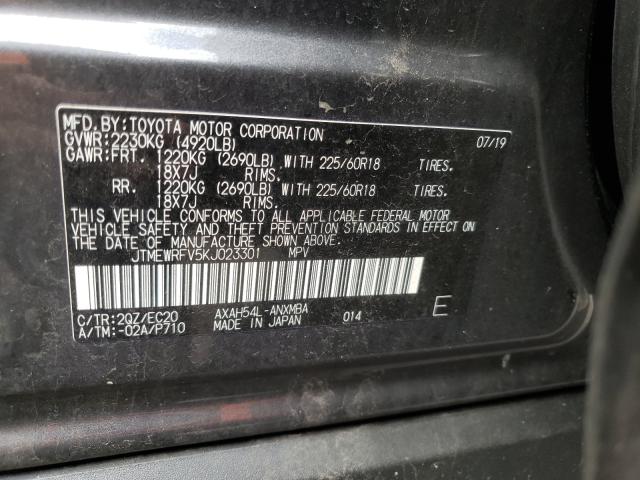 MFD.BY:TOYOTA MOTOR CORPORATION 07/19
GVWR:2230KG (4920LB)
GAWR:FRT. 1220KG (2690LB) WITH 225/60R18 TIRES.
18X7J RIMS.
RR. 1220KG (2690LB) WITH 225/60R18 TIRES.
18X7J RIMS.
THIS VEHICLE CONFORMS TO ALL APPLICABLE FEDERAL MOTOR
VEHICLE SAFETY AND THEFT PREVENTION STANDARDS IN EFFECT
ON THE DATE OF MANUFACTURE SHOWN ABOVE.
JTMEWRFV5KJ023301 MPV
C/TR:2QZ/EC20 AXAH54L-ANXMBA
A/TM:-02A/P710 MADE IN JAPAN 014 E